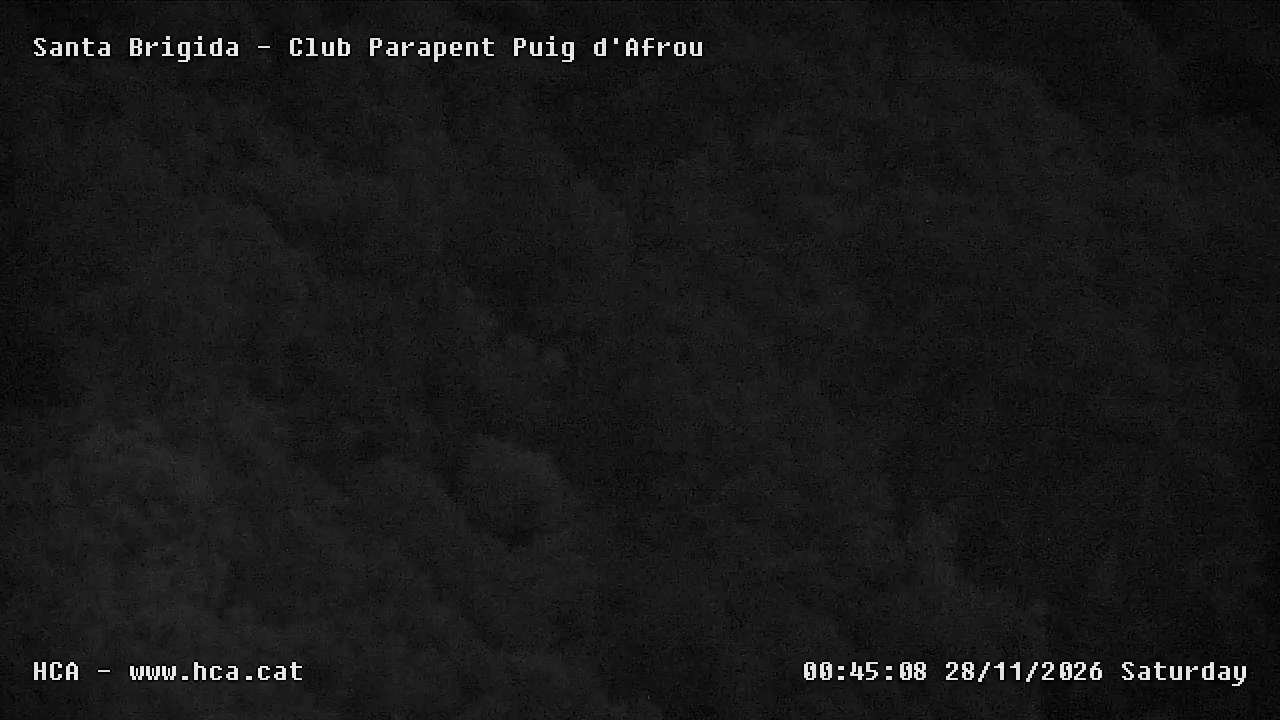 Santa Brigida - Club Parapent Puig d'Afrou
HCA - www.hca.cat
00:45:08 28/11/2026 Saturday